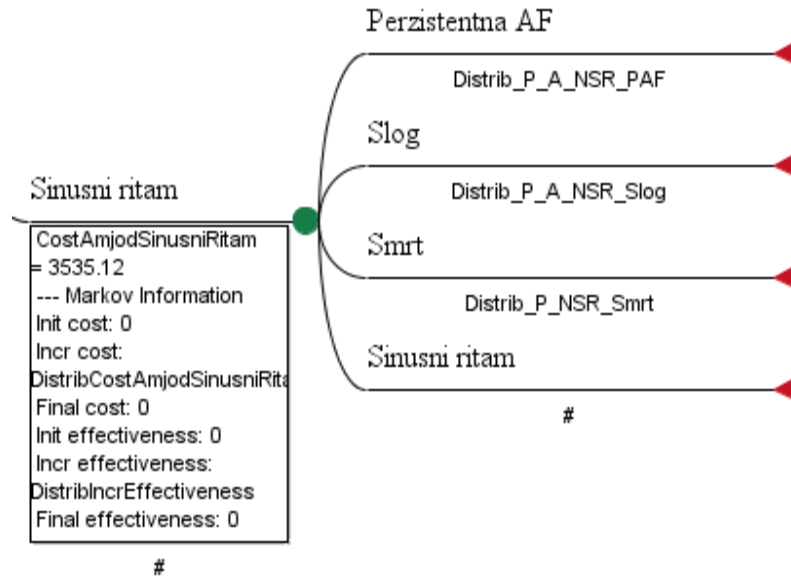 Perzistentna AF
Distrib_P_A_NSR_PAF
Slog
Distrib_P_A_NSR_Slog
Sinusni ritam
CostAmjodSinusniRitam
= 3535.12
--- Markov Information
Init cost: 0
Incr cost:
DistribCostAmjodSinusniRita
Final cost: 0
Init effectiveness: 0
Incr effectiveness:
DistribIncrEffectiveness
Final effectiveness: 0
#
Smrt
Distrib_P_NSR_Smrt
Sinusni ritam
#